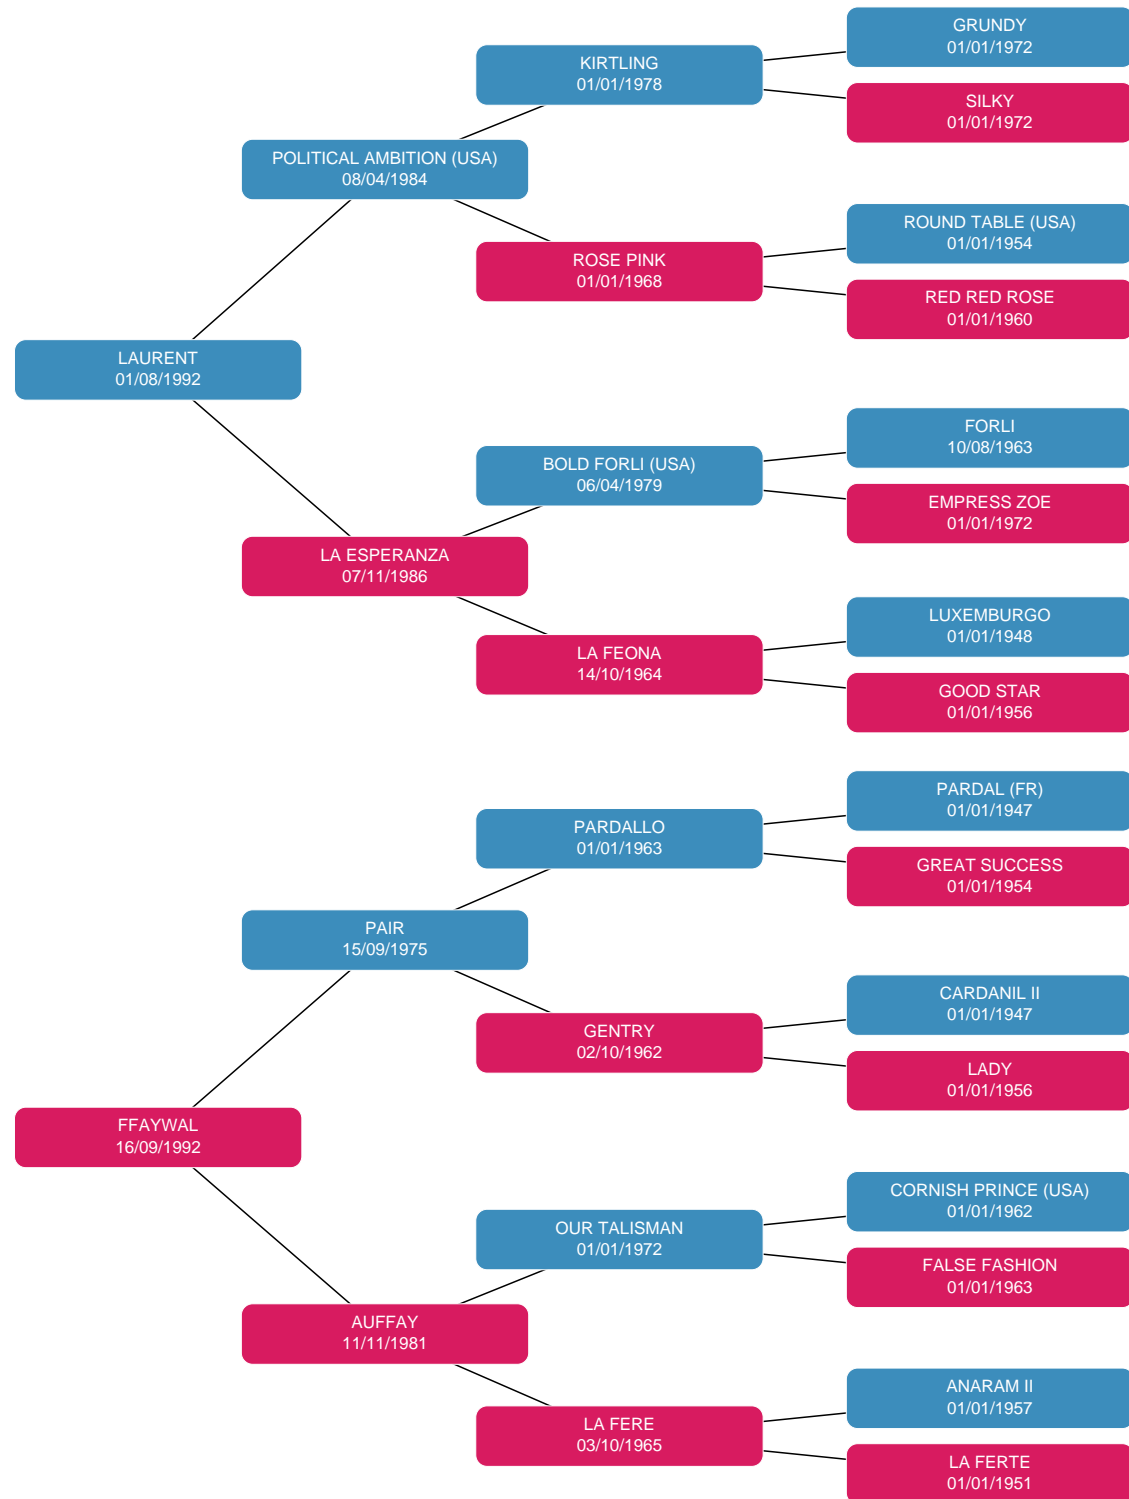 GRUNDY
01/01/1972
KIRTLING
01/01/1978
SILKY
01/01/1972
POLITICAL AMBITION (USA)
08/04/1984
ROUND TABLE (USA)
01/01/1954
ROSE PINK
01/01/1968
RED RED ROSE
01/01/1960
LAURENT
01/08/1992
FORLI
10/08/1963
BOLD FORLI (USA)
06/04/1979
EMPRESS ZOE
01/01/1972
LA ESPERANZA
07/11/1986
LUXEMBURGO
01/01/1948
LA FEONA
14/10/1964
GOOD STAR
01/01/1956
PARDAL (FR)
01/01/1947
PARDALLO
01/01/1963
GREAT SUCCESS
01/01/1954
PAIR
15/09/1975
CARDANIL II
01/01/1947
GENTRY
02/10/1962
LADY
01/01/1956
FFAYWAL
16/09/1992
CORNISH PRINCE (USA)
01/01/1962
OUR TALISMAN
01/01/1972
FALSE FASHION
01/01/1963
AUFFAY
11/11/1981
ANARAM II
01/01/1957
LA FERE
03/10/1965
LA FERTE
01/01/1951